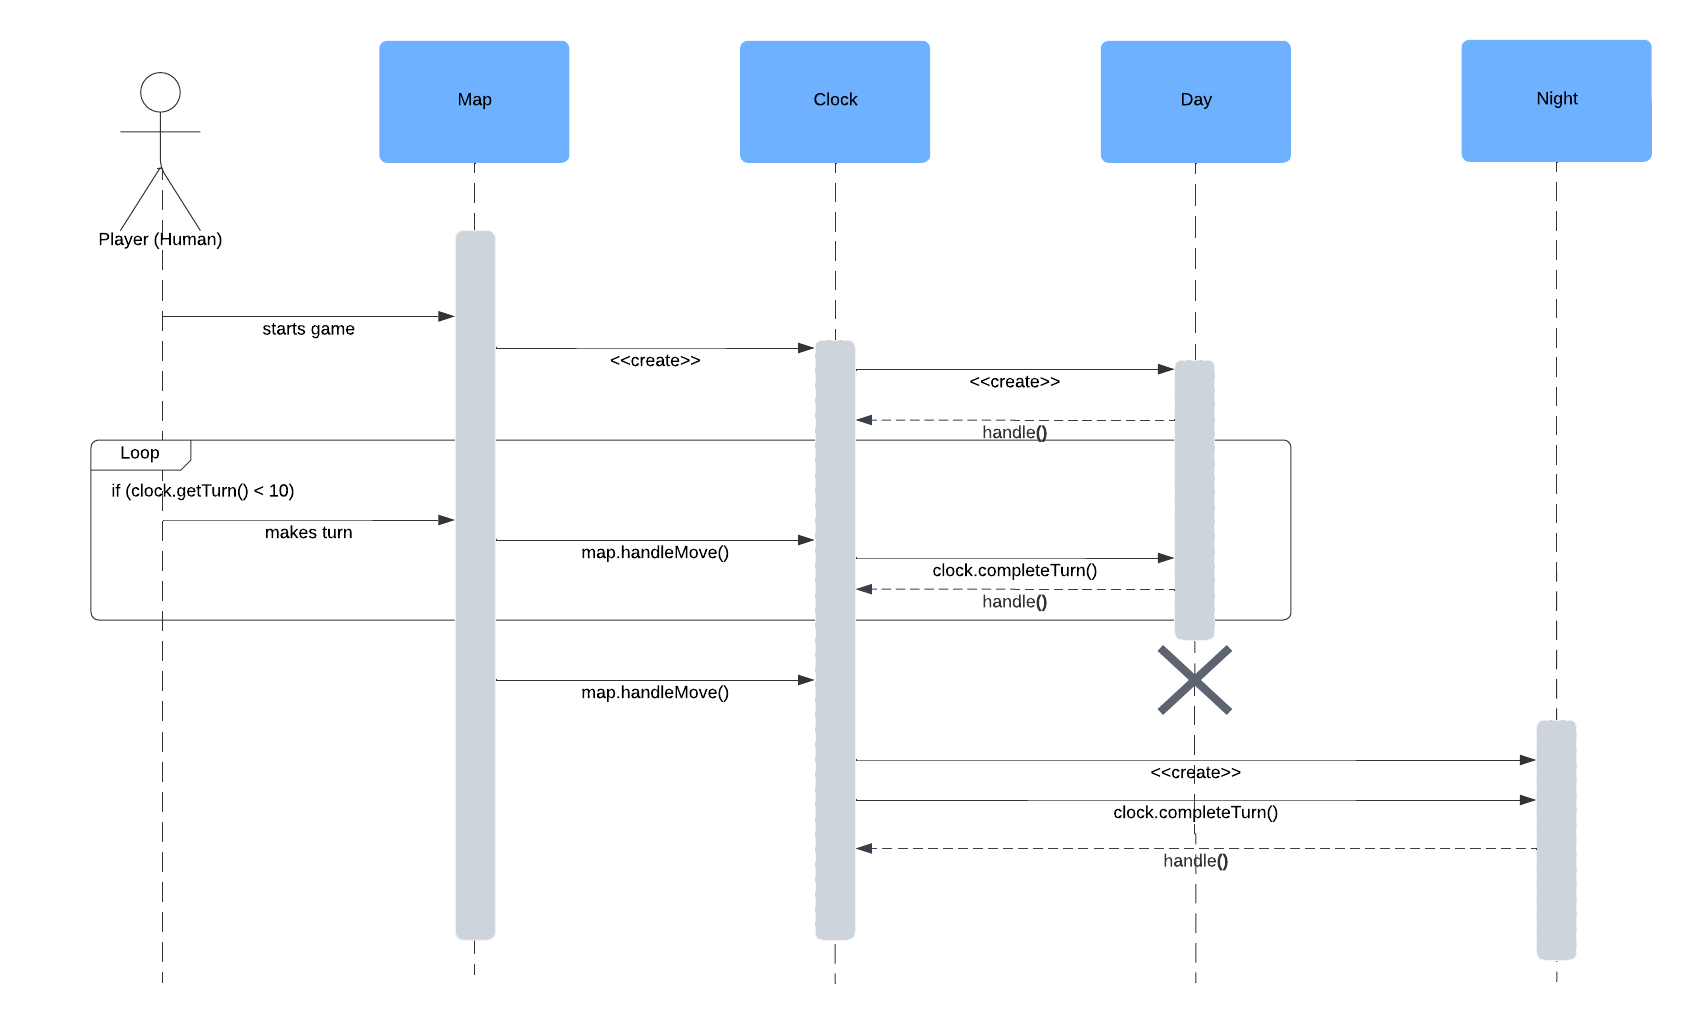 Map
Clock
Day
Night
Player (Human)
starts game
<<create>>
<<create>>
handle()
Loop
if (clock.getTurn() < 10)
makes turn
map.handleMove()
clock.completeTurn()
handle()
map.handleMove()
<<create>>
clock.completeTurn()
handle()